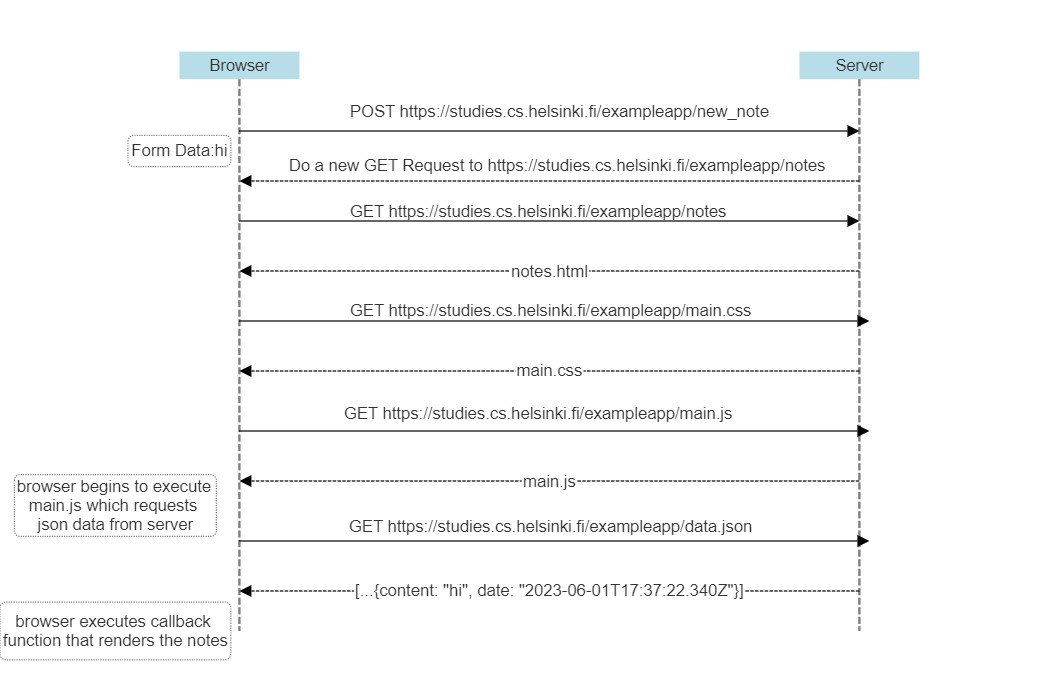 Browser
Server
POST https://studies.cs.helsinki.fi/exampleapp/new_note
Form Data:hi
Do a new GET Request to https://studies.cs.helsinki.fi/exampleapp/notes
GET https://studies.cs.helsinki.fi/exampleapp/notes
notes.html
GET https://studies.cs.helsinki.fi/exampleapp/main.css
main.css
GET https://studies.cs.helsinki.fi/exampleapp/main.js
main.js
browser begins to execute
main.js which requests
json data from server
GET https://studies.cs.helsinki.fi/exampleapp/data.json
[...{content: "hi", date: "2023-06-01T17:37:22.340Z"}]
browser executes callback
function that renders the notes